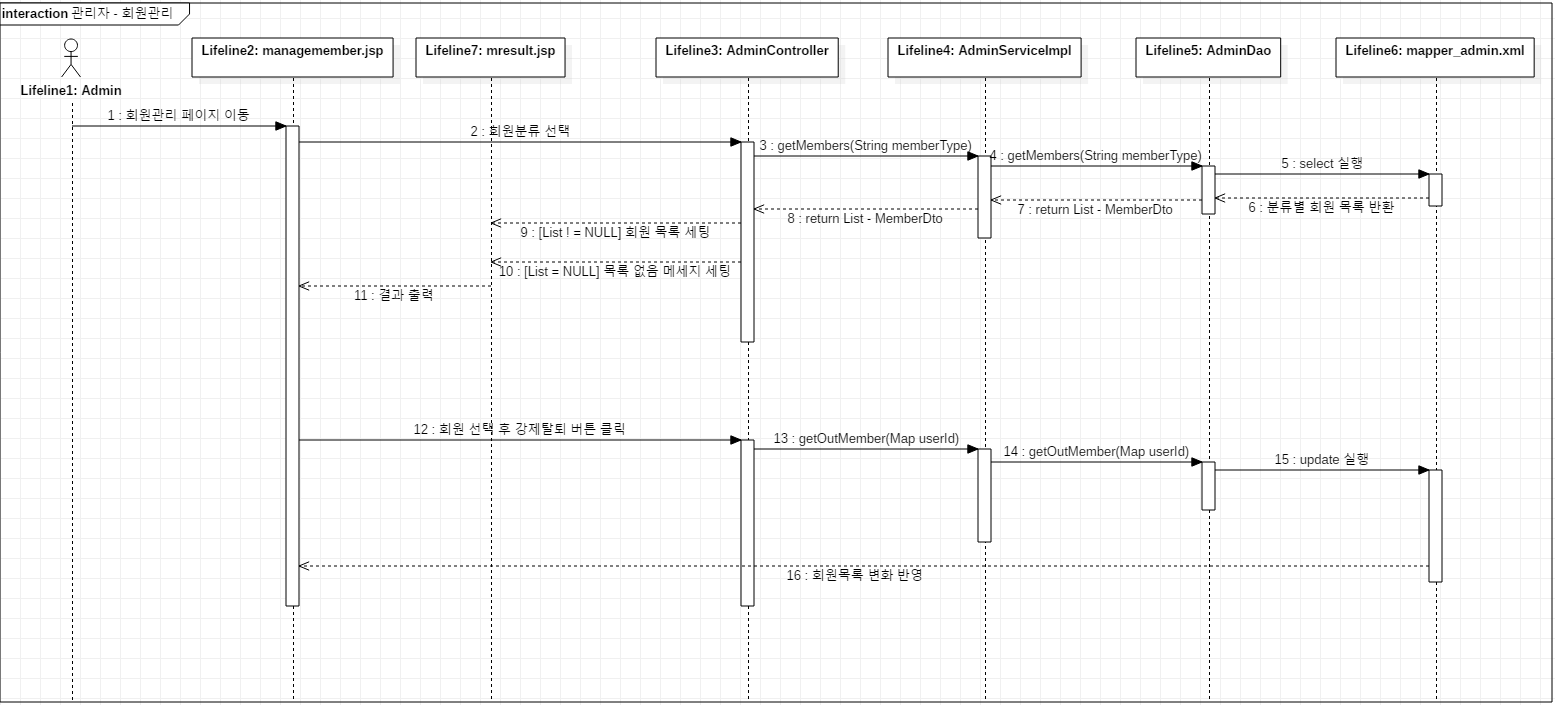 interaction 관리자 - 회원관리
Lifeline1: Admin
Lifeline2: managemember.jsp
Lifeline7: mresult.jsp
Lifeline3: AdminController
Lifeline4: AdminServiceImpl
Lifeline5: AdminDao
Lifeline6: mapper_admin.xml
1 : 회원관리 페이지 이동
2 : 회원분류 선택
3 : getMembers(String memberType)
4 : getMembers(String memberType)
5 : select 실행
6 : 분류별 회원 목록 반환
7 : return List - MemberDto
8 : return List - MemberDto
9 : [List ! = NULL] 회원 목록 세팅
10 : [List = NULL] 목록 없음 메세지 세팅
11 : 결과 출력
12 : 회원 선택 후 강제탈퇴 버튼 클릭
13 : getOutMember(Map userId)
14 : getOutMember(Map userId)
15 : update 실행
16 : 회원목록 변화 반영